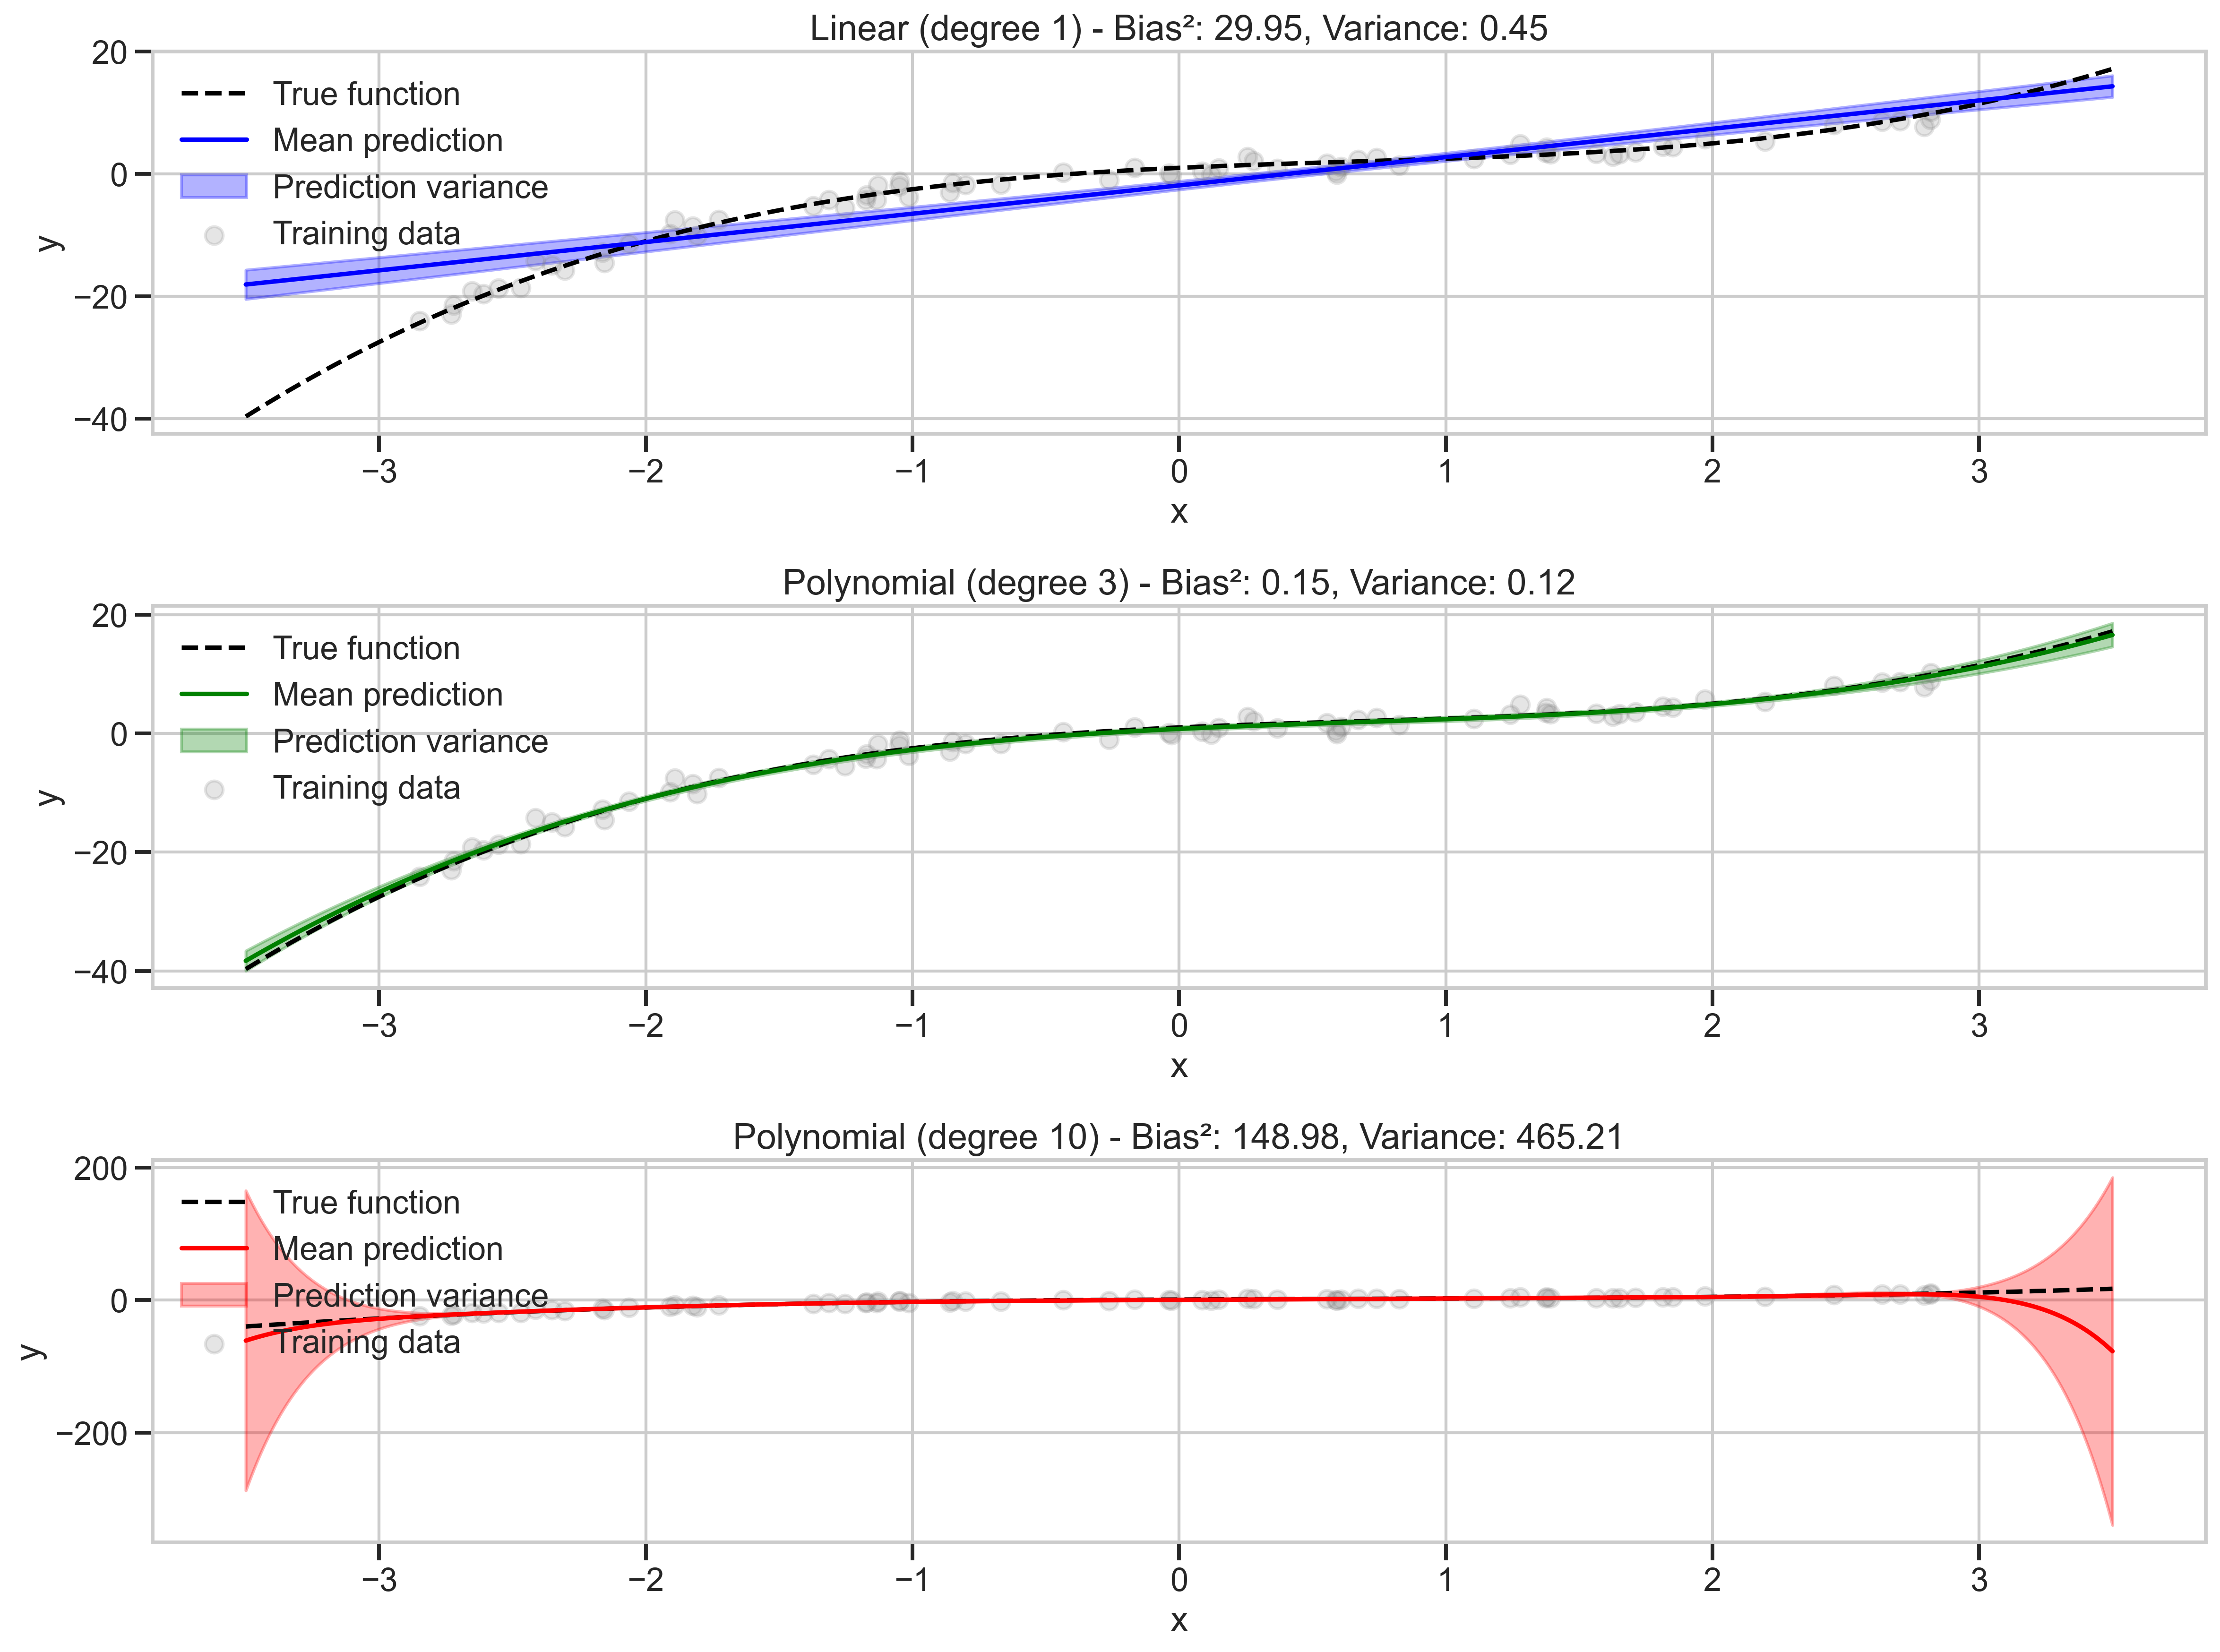 Linear (degree 1) - Bias²: 29.95, Variance: 0.45
20
0
−20
−40
y
True function
Mean prediction
Prediction variance
Training data
−3 −2 −1 0 1 2 3
x
Polynomial (degree 3) - Bias²: 0.15, Variance: 0.12
20
0
−20
−40
y
True function
Mean prediction
Prediction variance
Training data
−3 −2 −1 0 1 2 3
x
Polynomial (degree 10) - Bias²: 148.98, Variance: 465.21
200
0
−200
y
True function
Mean prediction
Prediction variance
Training data
−3 −2 −1 0 1 2 3
x